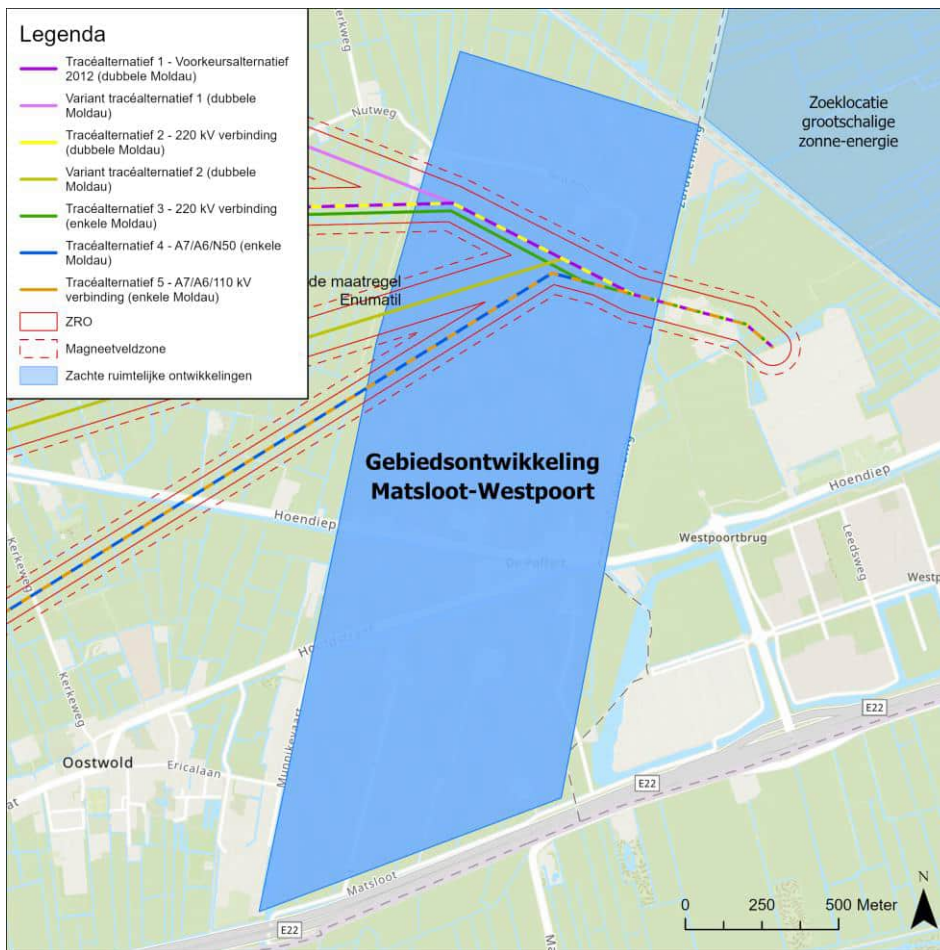 Legenda
Tracéalternatief 1 - Voorkeursalternatief
2012 (dubbele Moldau)
Variant tracéalternatief 1 (dubbele
Moldau)
Tracéalternatief 2 - 220 kV verbinding
(dubbele Moldau)
Variant tracéalternatief 2 (dubbele
Moldau)
Tracéalternatief 3 - 220 kV verbinding
(enkele Moldau)
Tracéalternatief 4 - A7/A6/N50 (enkele
Moldau)
Tracéalternatief 5 - A7/A6/110 kV
verbinding (enkele Moldau)
ZRO
Magneetveldzone
Zachte ruimtelijke ontwikkelingen
Nutweg
Zoeklocatie
grootschalige
zonne-energie
de maatregel
Enumatil
Gebiedsontwikkeling
Matsloot-Westpoort
Hoendiep
Hoendiep
Westpoortbrug
Leedsweg
Westp
Kerkeweg
Kerkeweg
Munnikevaart
Oostwold
Ericalaan
at
E22
E22
E22
Matsloot
Ma
N
0 250 500 Meter